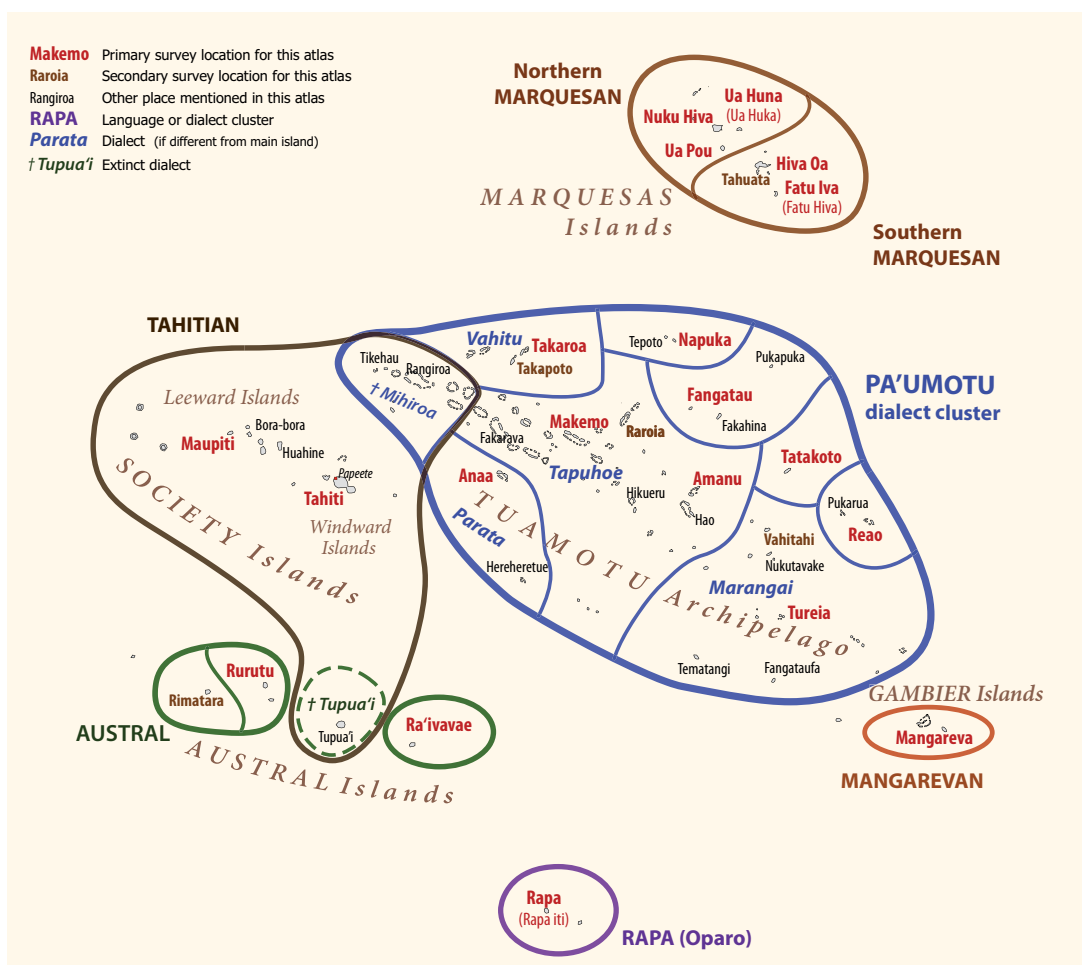 Makemo Primary survey location for this atlas
Raroia Secondary survey location for this atlas
Rangiroa Other place mentioned in this atlas
RAPA Language or dialect cluster
Parata Dialect (if different from main island)
† Tupua‘i Extinct dialect
Northern
MARQUESAN
Ua Huna
(Ua Huka)
Nuku Hiva
Ua Pou
Hiva Oa
Tahuata
Fatu Iva
(Fatu Hiva)
MARQUESAS
Islands
Southern
MARQUESAN
TAHITIAN
Leeward Islands
Bora-bora
Maupiti
Huahine
Papeete
Tahiti
Windward
Islands
SOCIETY Islands
Tikehau
Rangiroa
† Mihiroa
Vahitu
Takaroa
Takapoto
Tepoto
Napuka
Pukapuka
PA‘UMOTU
dialect cluster
Fangatau
Fakahina
Makemo
Raroia
Fakarava
Tapuhoe
Tatakoto
Anaa
Amanu
Hikueru
Hao
Pukarua
Reao
Parata
Vahitahi
Nukutavake
Hereheretue
Marangai
TUAMOTU Archipelago
Tureia
Tematangi
Fangataufa
GAMBIER Islands
Mangareva
MANGAREVAN
Rurutu
Rimatara
AUSTRAL
† Tupua‘i
Tupua‘i
Ra‘ivavae
AUSTRAL Islands
Rapa
(Rapa iti)
RAPA (Oparo)